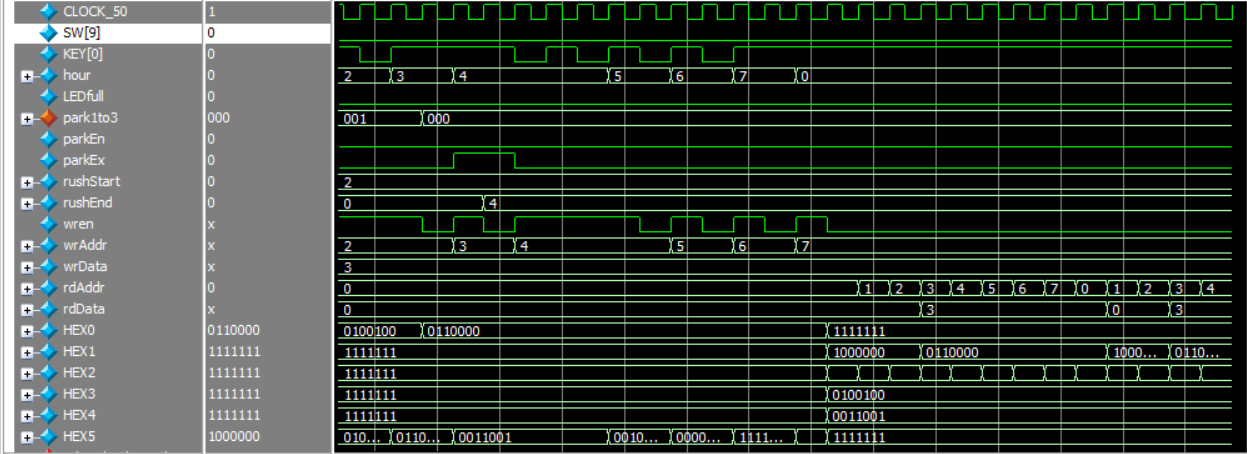 CLOCK_50 1
SW[9] 0
KEY[0] 0
hour 0 2 3 4 5 6 7 0
LEDfull 0
park1to3 000 001 000
parkEn 0
parkEx 0
rushStart 0 2
rushEnd 0 0 4
wren x
wrAddr x 2 3 4 5 6 7
wrData x 3
rdAddr 0 0 1 2 3 4 5 6 7 0 1 2 3 4
rdData x 0 3 0 3
HEX0 0110000 0100100 0110000 1111111
HEX1 1111111 1111111 1000000 0110000 1000... 0110...
HEX2 1111111 1111111
HEX3 1111111 1111111 0100100
HEX4 1111111 1111111 0011001
HEX5 1000000 010... 0110... 0011001 0010... 0000... 1111... 1111111